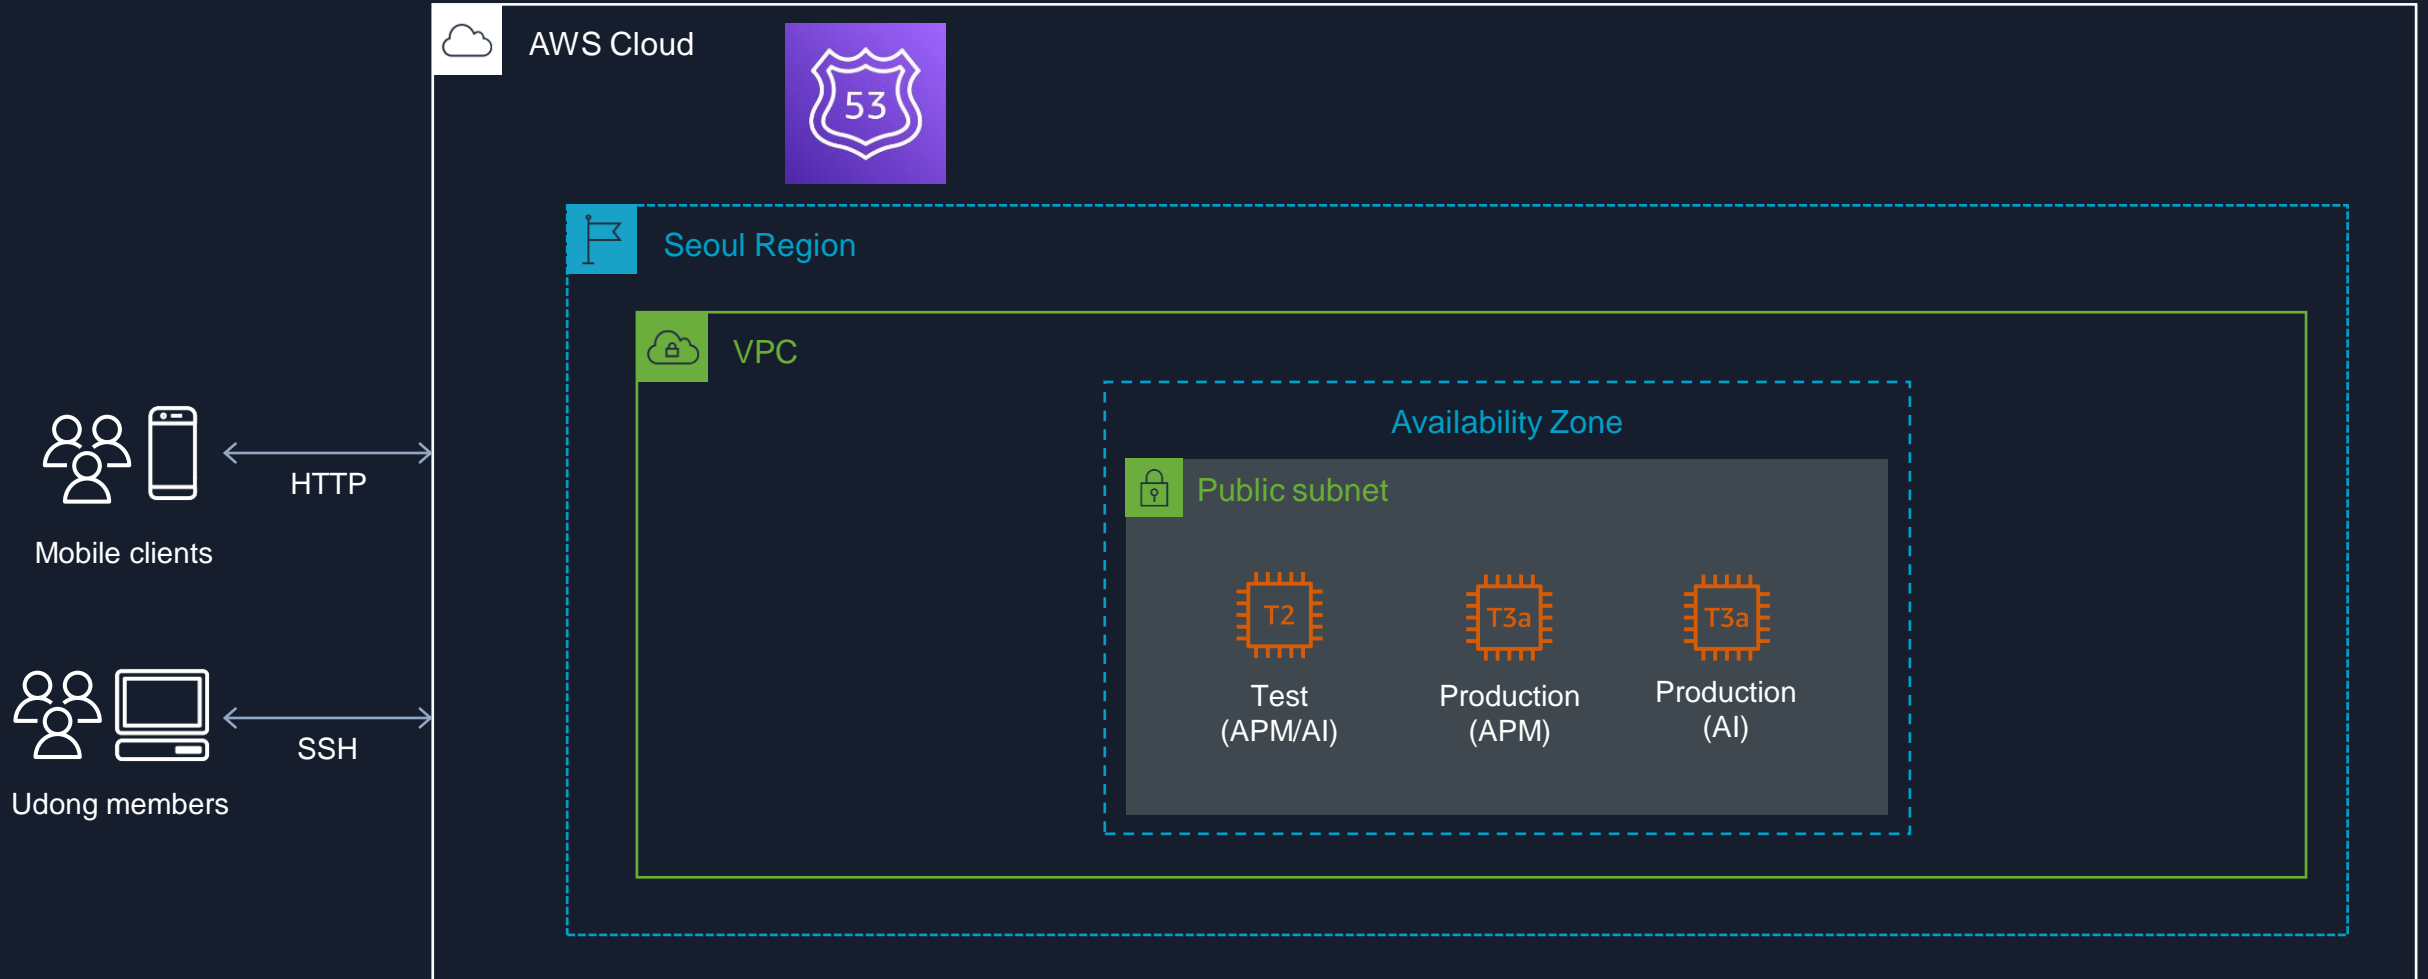 AWS Cloud
53
Seoul Region
VPC
Availability Zone
Public subnet
HTTP
Mobile clients
T2
T3a
T3a
Test
(APM/AI)
Production
(APM)
Production
(AI)
SSH
Udong members